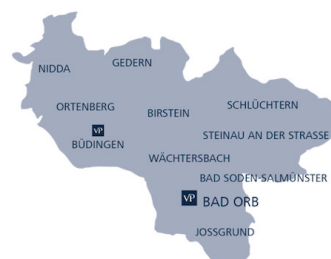 GEDERN
NIDDA
ORTENBERG
BIRSTEIN
SCHLÜCHTERN
VP
BÜDINGEN
STEINAU AN DER STRASSE
WÄCHTERSBACH
BAD SODEN-SALMÜNSTER
VP BAD ORB
JOSSGRUND